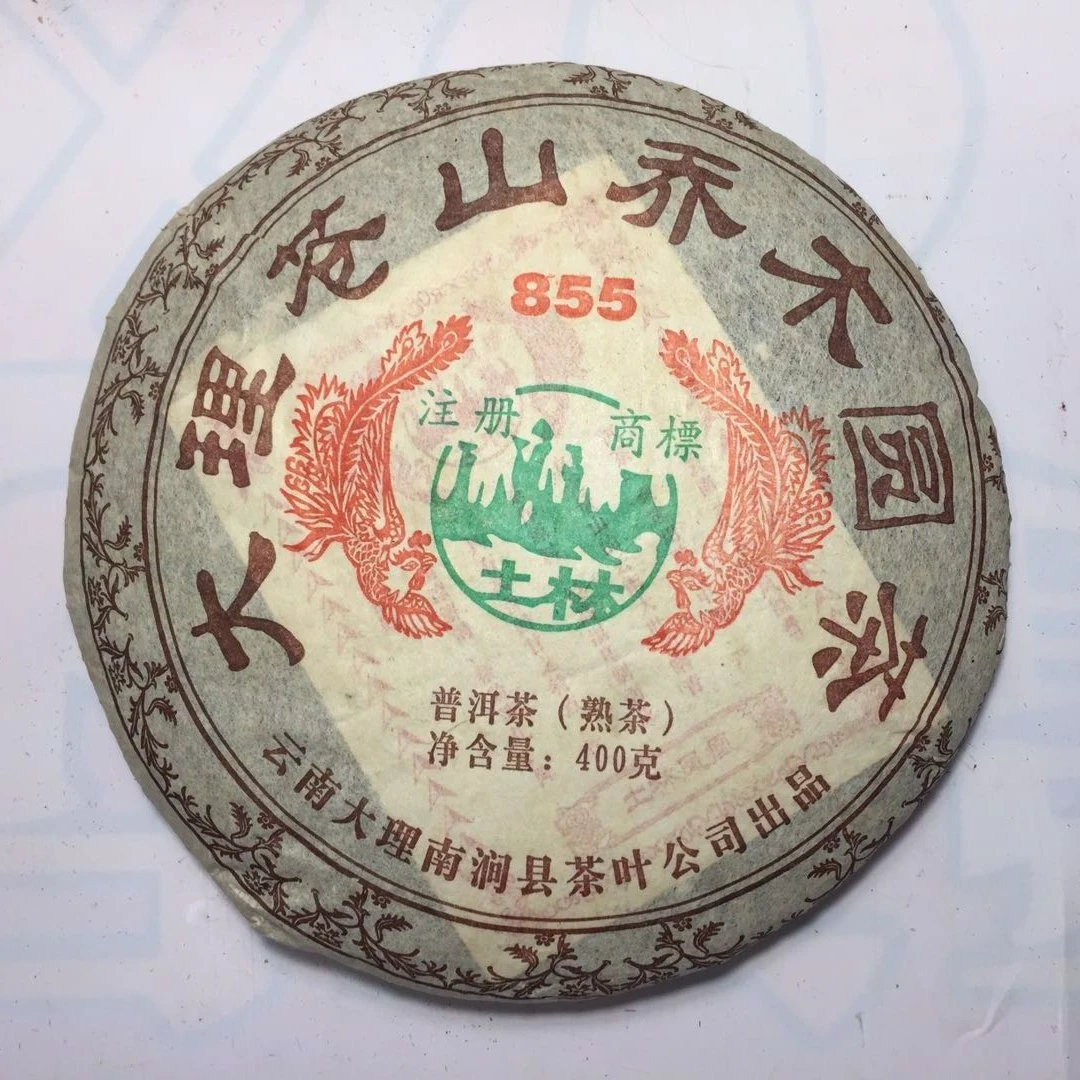 大理苍山乔木圆茶
855
注册 商標
土林
普洱茶（熟茶）
净含量：400克
云南大理南涧县茶叶公司出品